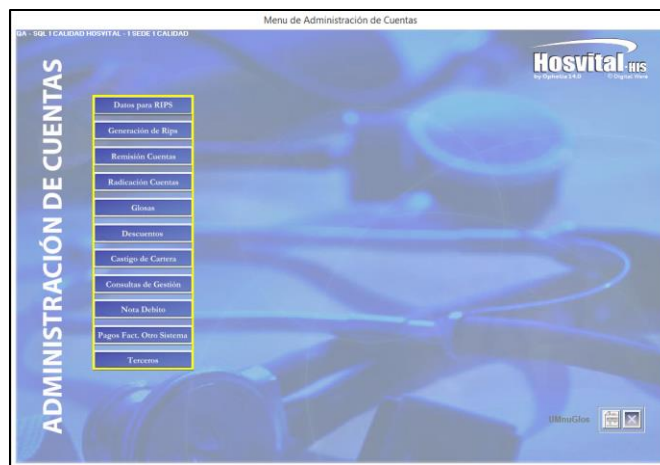 Menu de Administración de Cuentas
QA - SQL 1 CALIDAD HOSVITAL - 1 SEDE 1 CALIDAD
Hosvital-HIS
ADMINISTRACIÓN DE CUENTAS
Datos para RIPS
Generación de Rips
Remisión Cuentas
Radicación Cuentas
Glosas
Descuentos
Castigo de Cartera
Consultas de Gestión
Nota Debito
Pagos Fact. Otro Sistema
Terceros